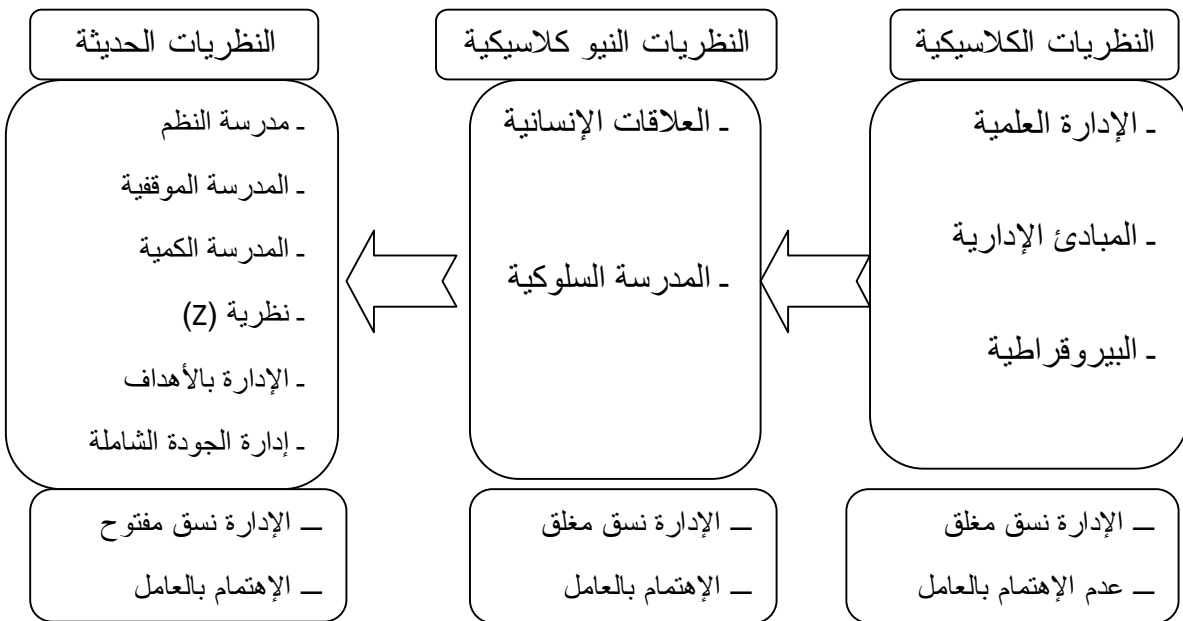 النظريات الكلاسيكية
ـ الإدارة العلمية
ـ المبادئ الإدارية
ـ البيروقراطية
ــ الإدارة نسق مغلق
ــ عدم الإهتمام بالعامل
النظريات النيو كلاسيكية
ـ العلاقات الإنسانية
ـ المدرسة السلوكية
ــ الإدارة نسق مغلق
ــ الإهتمام بالعامل
النظريات الحديثة
ـ مدرسة النظم
ـ المدرسة الموقفية
ـ المدرسة الكمية
ـ نظرية (Z)
ـ الإدارة بالأهداف
ـ إدارة الجودة الشاملة
ــ الإدارة نسق مفتوح
ــ الإهتمام بالعامل